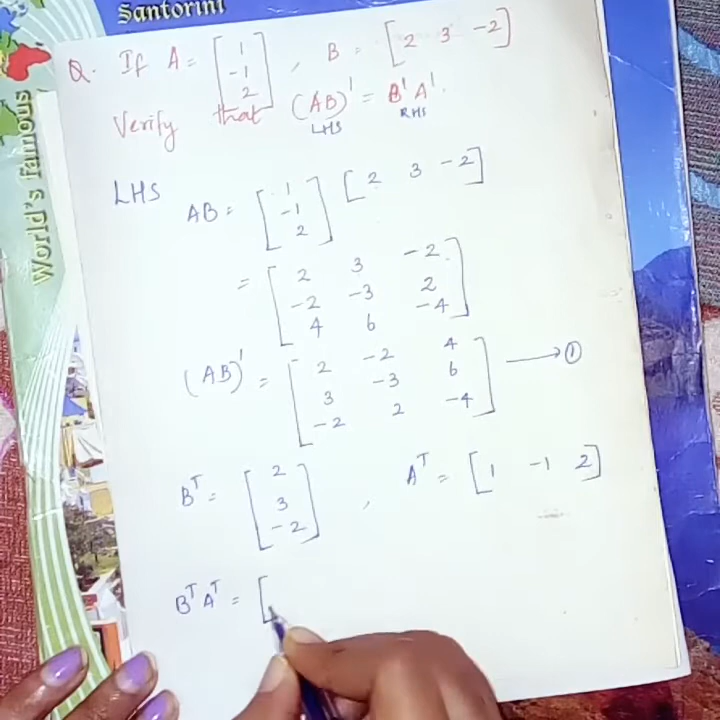 Santorini
World's famous
Q. If A = [1 -1 2] , B = [2 3 -2]
Verify that (AB)' = B'A'.
LHS RHS
LHS AB = [1 -1 2] [2 3 -2]
= [2 3 -2
-2 -3 2
4 6 -4]
(AB)' = [2 -2 4
3 -3 6
-2 2 -4] → ①
B^T = [2 3 -2] , A^T = [1 -1 2]
B^T A^T = [